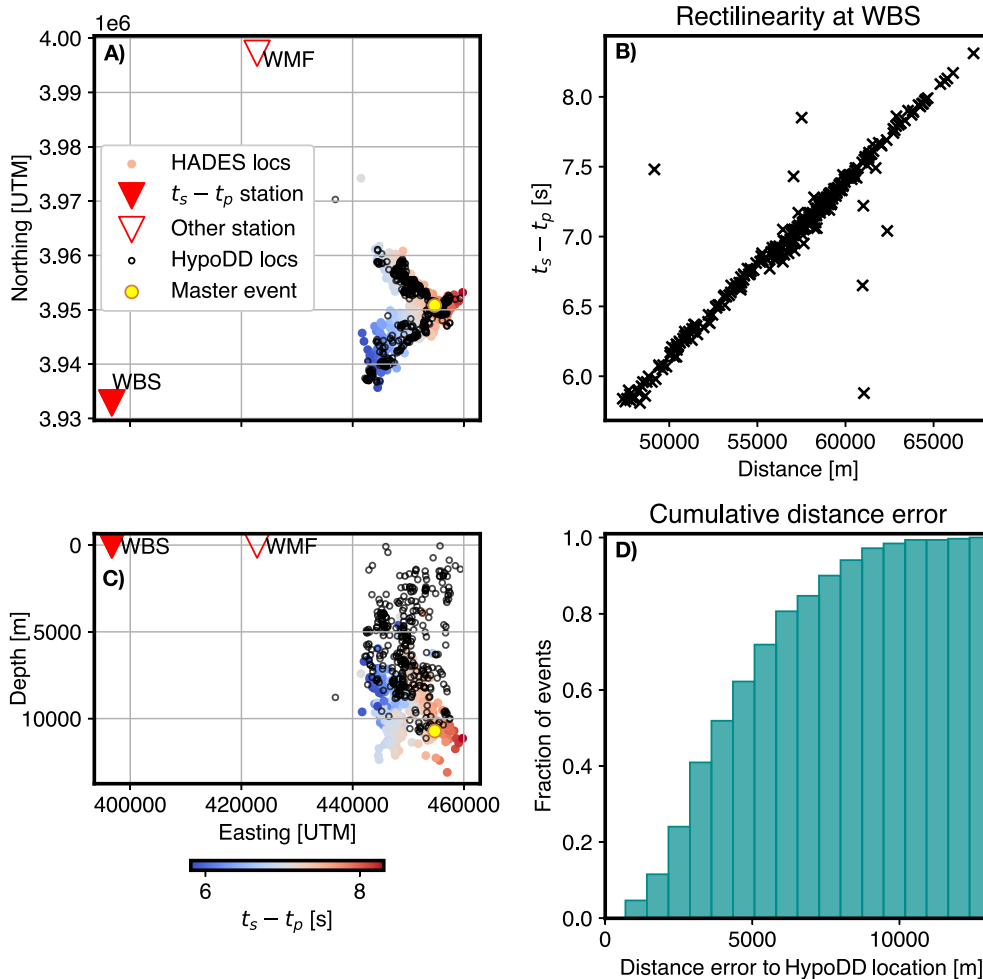 1e6
A)
4.00
3.99
3.98
3.97
3.96
3.95
3.94
3.93
Northing [UTM]
WMF
WBS
HADES locs
t_s − t_p station
Other station
HypoDD locs
Master event
Rectilinearity at WBS
B)
8.0
7.5
7.0
6.5
6.0
t_s − t_p [s]
50000 55000 60000 65000
Distance [m]
C)
WBS WMF
0
5000
10000
Depth [m]
400000 420000 440000 460000
Easting [UTM]
6 8
t_s − t_p [s]
Cumulative distance error
D)
1.0
0.8
0.6
0.4
0.2
0.0
Fraction of events
0 5000 10000
Distance error to HypoDD location [m]